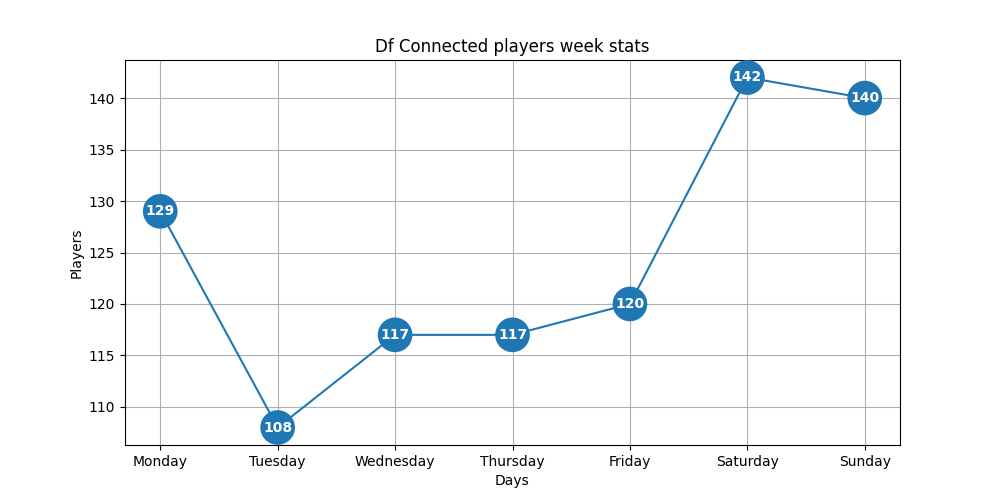 Df Connected players week stats
Players
140
135
130
125
120
115
110
129
108
117
117
120
142
140
Monday
Tuesday
Wednesday
Thursday
Friday
Saturday
Sunday
Days